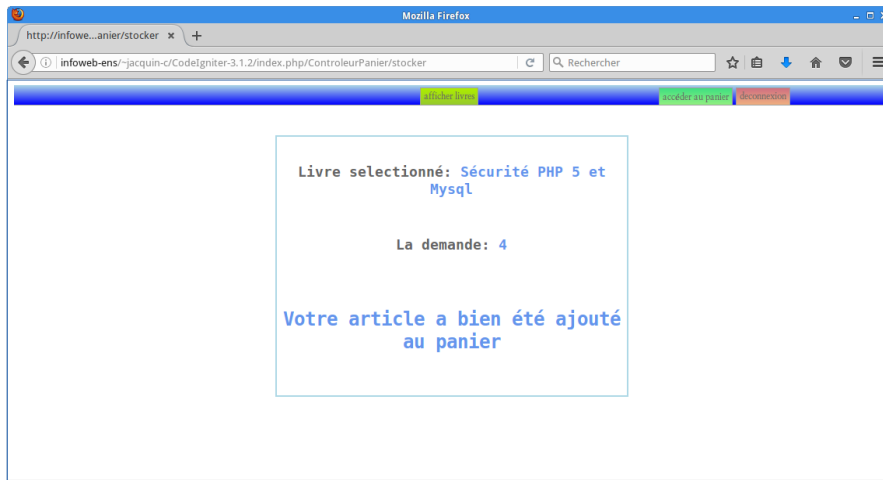 Mozilla Firefox
http://infowe...anier/stocker
infoweb-ens/~jacquin-c/CodeIgniter-3.1.2/index.php/ControleurPanier/stocker
Rechercher
afficher livres
accéder au panier
deconnexion
Livre selectionné: Sécurité PHP 5 et
Mysql
La demande: 4
Votre article a bien été ajouté
au panier